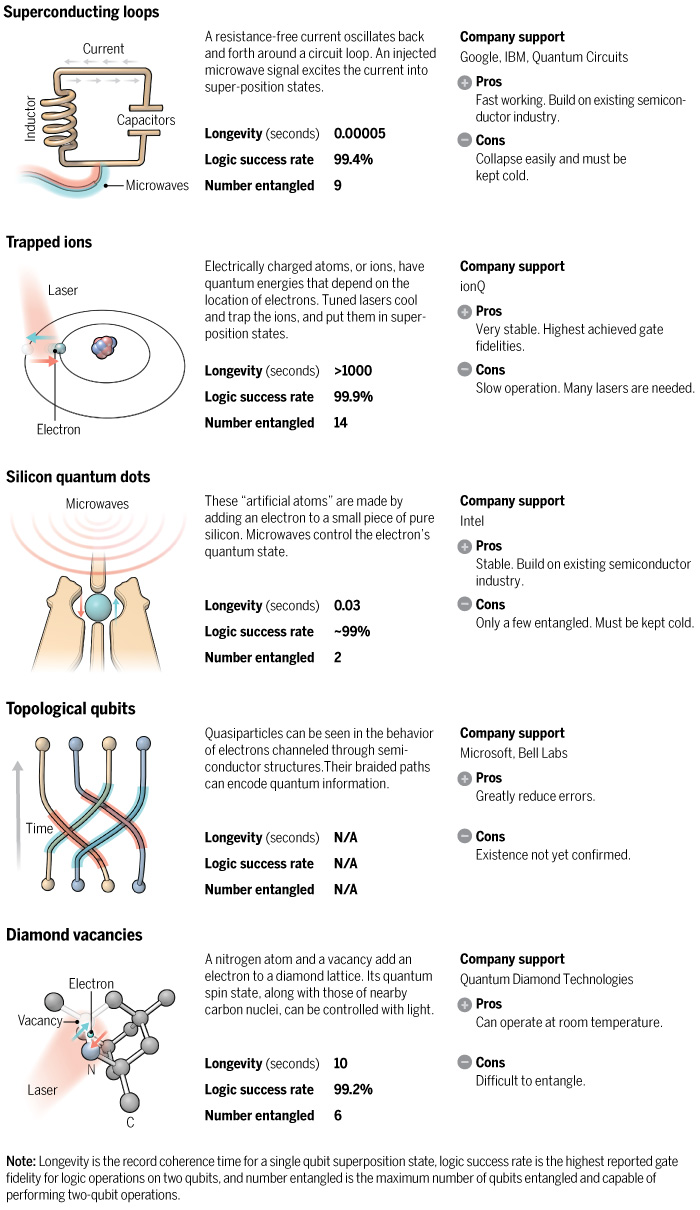 Superconducting loops
Current
Inductor
Capacitors
Microwaves
A resistance-free current oscillates back
and forth around a circuit loop. An injected
microwave signal excites the current into
super-position states.
Longevity (seconds) 0.00005
Logic success rate 99.4%
Number entangled 9
Company support
Google, IBM, Quantum Circuits
+ Pros
Fast working. Build on existing semicon-
ductor industry.
− Cons
Collapse easily and must be
kept cold.
Trapped ions
Laser
Electron
Electrically charged atoms, or ions, have
quantum energies that depend on the
location of electrons. Tuned lasers cool
and trap the ions, and put them in super-
position states.
Longevity (seconds) >1000
Logic success rate 99.9%
Number entangled 14
Company support
ionQ
+ Pros
Very stable. Highest achieved gate
fidelities.
− Cons
Slow operation. Many lasers are needed.
Silicon quantum dots
Microwaves
These “artificial atoms” are made by
adding an electron to a small piece of pure
silicon. Microwaves control the electron’s
quantum state.
Longevity (seconds) 0.03
Logic success rate ~99%
Number entangled 2
Company support
Intel
+ Pros
Stable. Build on existing semiconductor
industry.
− Cons
Only a few entangled. Must be kept cold.
Topological qubits
Time
Quasiparticles can be seen in the behavior
of electrons channeled through semi-
conductor structures.Their braided paths
can encode quantum information.
Longevity (seconds) N/A
Logic success rate N/A
Number entangled N/A
Company support
Microsoft, Bell Labs
+ Pros
Greatly reduce errors.
− Cons
Existence not yet confirmed.
Diamond vacancies
Electron
Vacancy
N
Laser
C
A nitrogen atom and a vacancy add an
electron to a diamond lattice. Its quantum
spin state, along with those of nearby
carbon nuclei, can be controlled with light.
Longevity (seconds) 10
Logic success rate 99.2%
Number entangled 6
Company support
Quantum Diamond Technologies
+ Pros
Can operate at room temperature.
− Cons
Difficult to entangle.
Note: Longevity is the record coherence time for a single qubit superposition state, logic success rate is the highest reported gate
fidelity for logic operations on two qubits, and number entangled is the maximum number of qubits entangled and capable of
performing two-qubit operations.